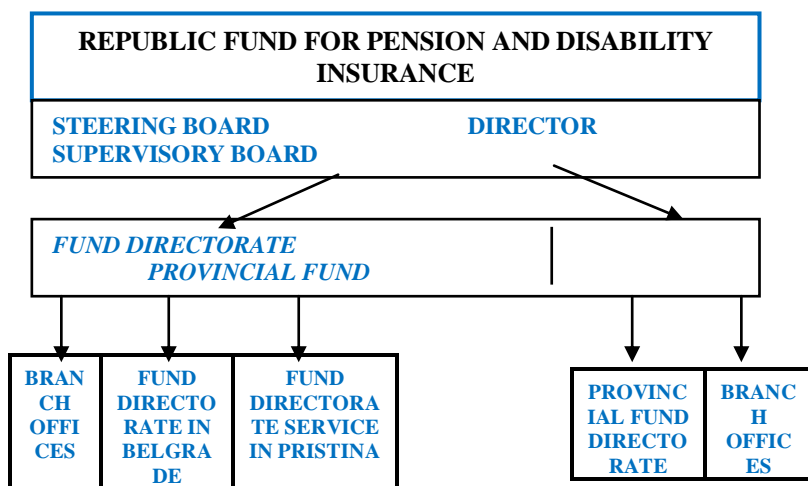 REPUBLIC FUND FOR PENSION AND DISABILITY
INSURANCE
STEERING BOARD DIRECTOR
SUPERVISORY BOARD
FUND DIRECTORATE
PROVINCIAL FUND
BRAN
CH
OFFI
CES
FUND
DIRECTO
RATE IN
BELGRA
DE
FUND
DIRECTORA
TE SERVICE
IN PRISTINA
PROVINC
IAL FUND
DIRECTO
RATE
BRANC
H
OFFIC
ES